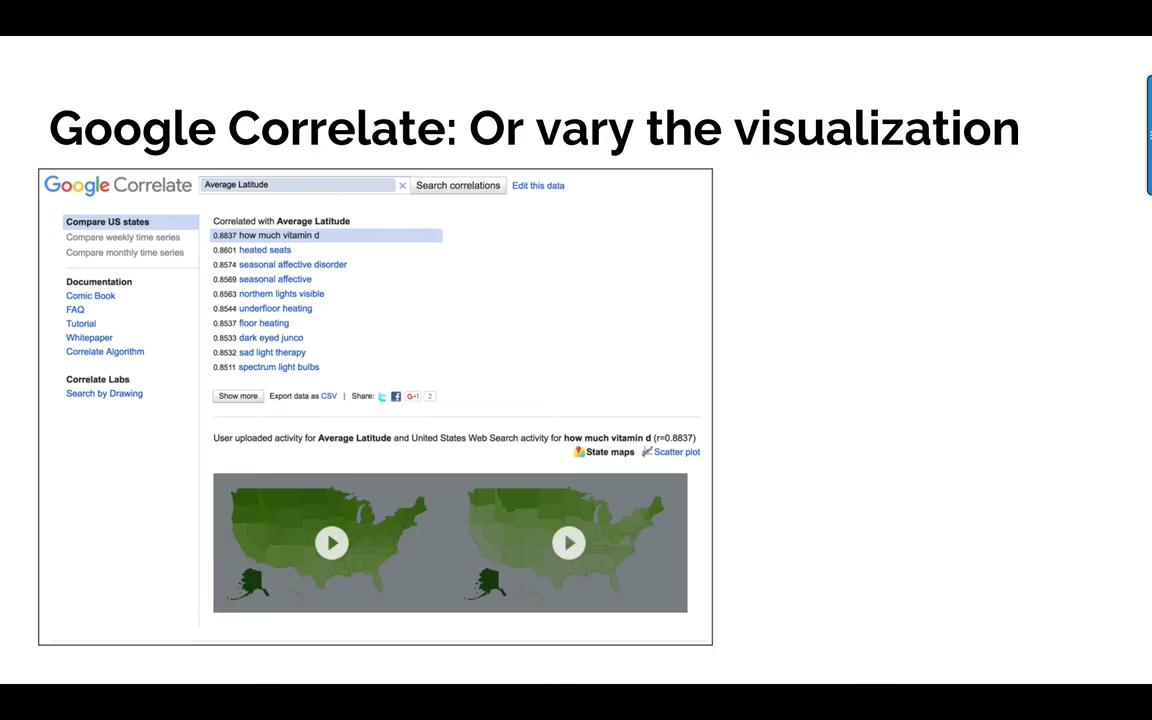 Google Correlate: Or vary the visualization
Google Correlate Average Latitude Search correlations Edit this data
Compare US states
Compare weekly time series
Compare monthly time series
Documentation
Comic Book
FAQ
Tutorial
Whitepaper
Correlate Algorithm
Correlate Labs
Search by Drawing
Correlated with Average Latitude
0.8837 how much vitamin d
0.8601 heated seats
0.8574 seasonal affective disorder
0.8569 seasonal affective
0.8563 northern lights visible
0.8544 underfloor heating
0.8537 floor heating
0.8533 dark eyed junco
0.8532 sad light therapy
0.8511 spectrum light bulbs
Show more Export data as CSV | Share: G+1 2
User uploaded activity for Average Latitude and United States Web Search activity for how much vitamin d (r=0.8837)
State maps Scatter plot